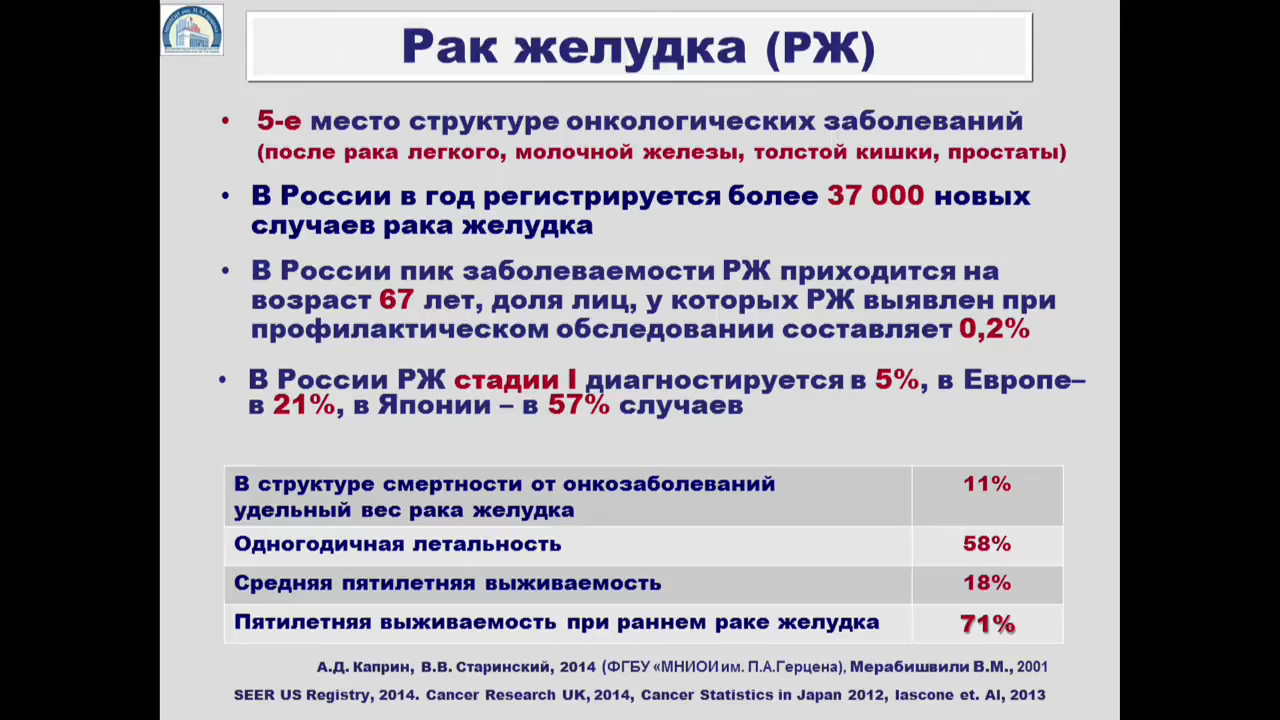 Рак желудка (РЖ)
• 5-е место структуре онкологических заболеваний
(после рака легкого, молочной железы, толстой кишки, простаты)
• В России в год регистрируется более 37 000 новых
случаев рака желудка
• В России пик заболеваемости РЖ приходится на
возраст 67 лет, доля лиц, у которых РЖ выявлен при
профилактическом обследовании составляет 0,2%
• В России РЖ стадии I диагностируется в 5%, в Европе–
в 21%, в Японии – в 57% случаев
В структуре смертности от онкозаболеваний
удельный вес рака желудка 11%
Одногодичная летальность 58%
Средняя пятилетняя выживаемость 18%
Пятилетняя выживаемость при раннем раке желудка 71%
А.Д. Каприн, В.В. Старинский, 2014 (ФГБУ «МНИОИ им. П.А.Герцена), Мерабишвили В.М., 2001
SEER US Registry, 2014. Cancer Research UK, 2014, Cancer Statistics in Japan 2012, Iascone et. Al, 2013